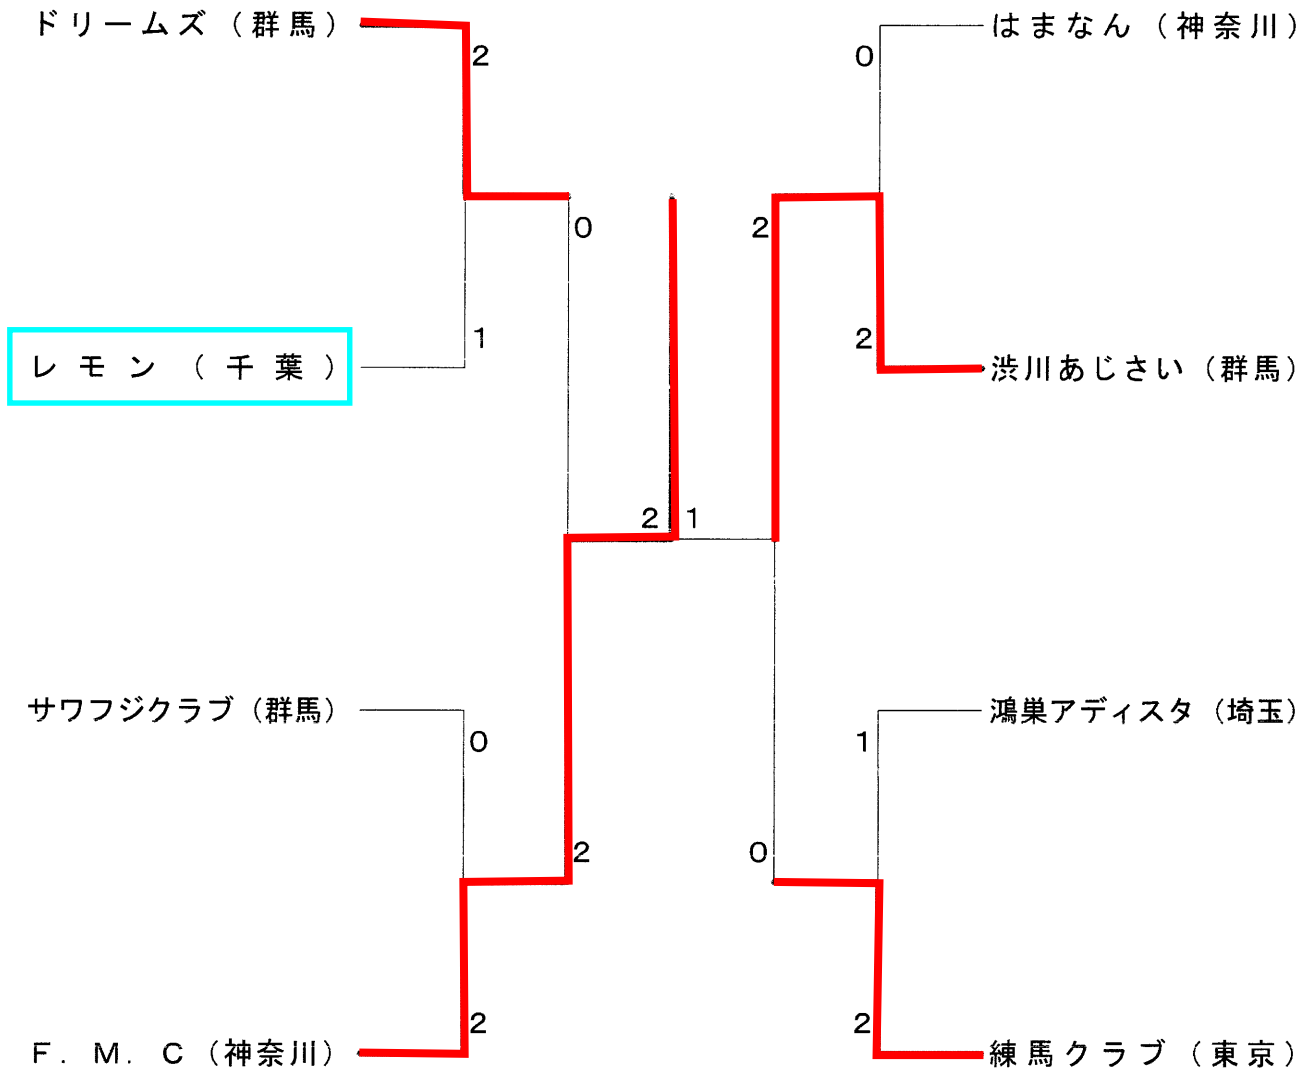 ドリームズ（群馬）
2
はまなん（神奈川）
0
0
2
1
レモン（千葉）
2
渋川あじさい（群馬）
2
1
サワフジクラブ（群馬）
0
鴻巣アディスタ（埼玉）
1
2
0
2
F．M．C（神奈川）
2
練馬クラブ（東京）